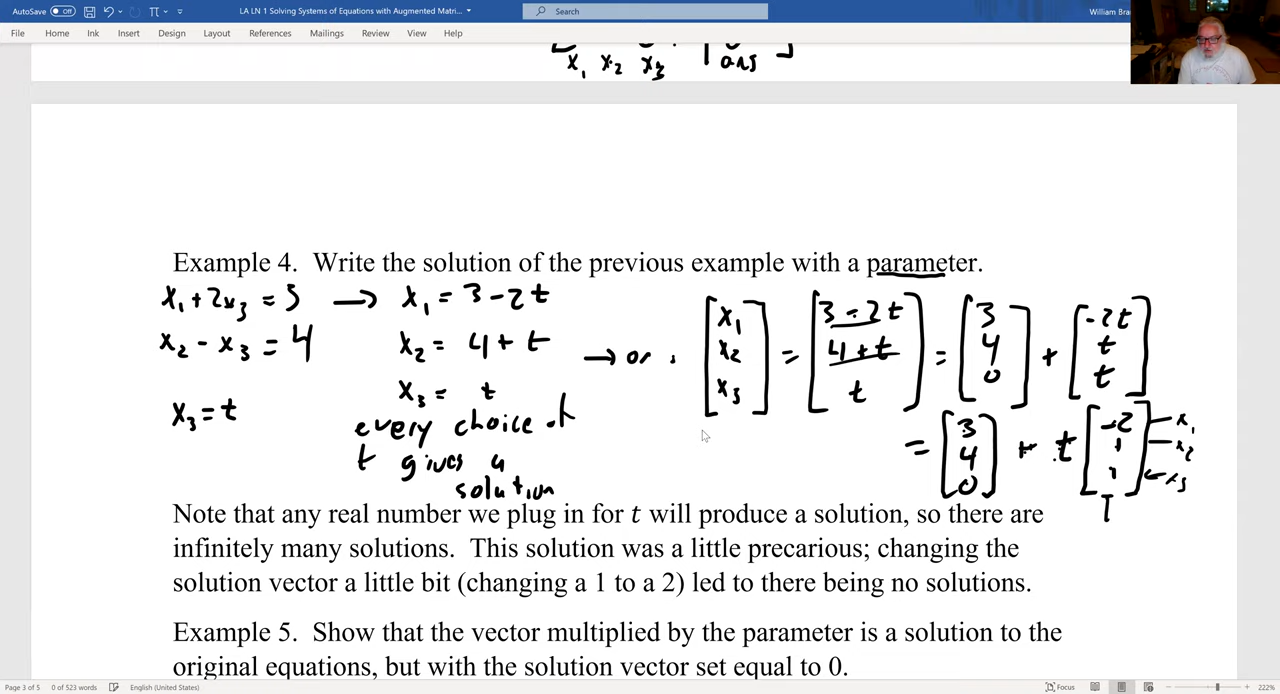 AutoSave Off LA LN 1 Solving Systems of Equations with Augmented Matri... Search William Bra
File Home Ink Insert Design Layout References Mailings Review View Help
x₁ x₂ x₃ ans
Example 4. Write the solution of the previous example with a parameter.
x₁ + 2x₃ = 3 → x₁ = 3 - 2t
x₂ - x₃ = 4 x₂ = 4 + t
x₃ = t x₃ = t
→ or [x₁ x₂ x₃] = [3 - 2t 4 + t t] = [3 4 0] + [-2t t t]
= [3 4 0] + t [-2 1 1] x₁ x₂ x₃
every choice of
t gives a
solution
Note that any real number we plug in for t will produce a solution, so there are
infinitely many solutions. This solution was a little precarious; changing the
solution vector a little bit (changing a 1 to a 2) led to there being no solutions.
Example 5. Show that the vector multiplied by the parameter is a solution to the
original equations, but with the solution vector set equal to 0.
Page 3 of 5 0 of 523 words English (United States) Focus 222%